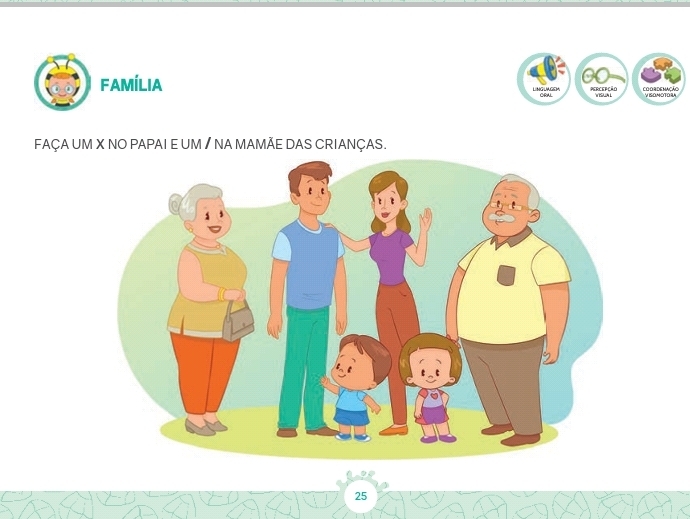 FAMÍLIA
LINGUAGEM
ORAL
PERCEPÇÃO
VISUAL
COORDENAÇÃO
VISOMOTORA
FAÇA UM X NO PAPAI E UM / NA MAMÃE DAS CRIANÇAS.
25